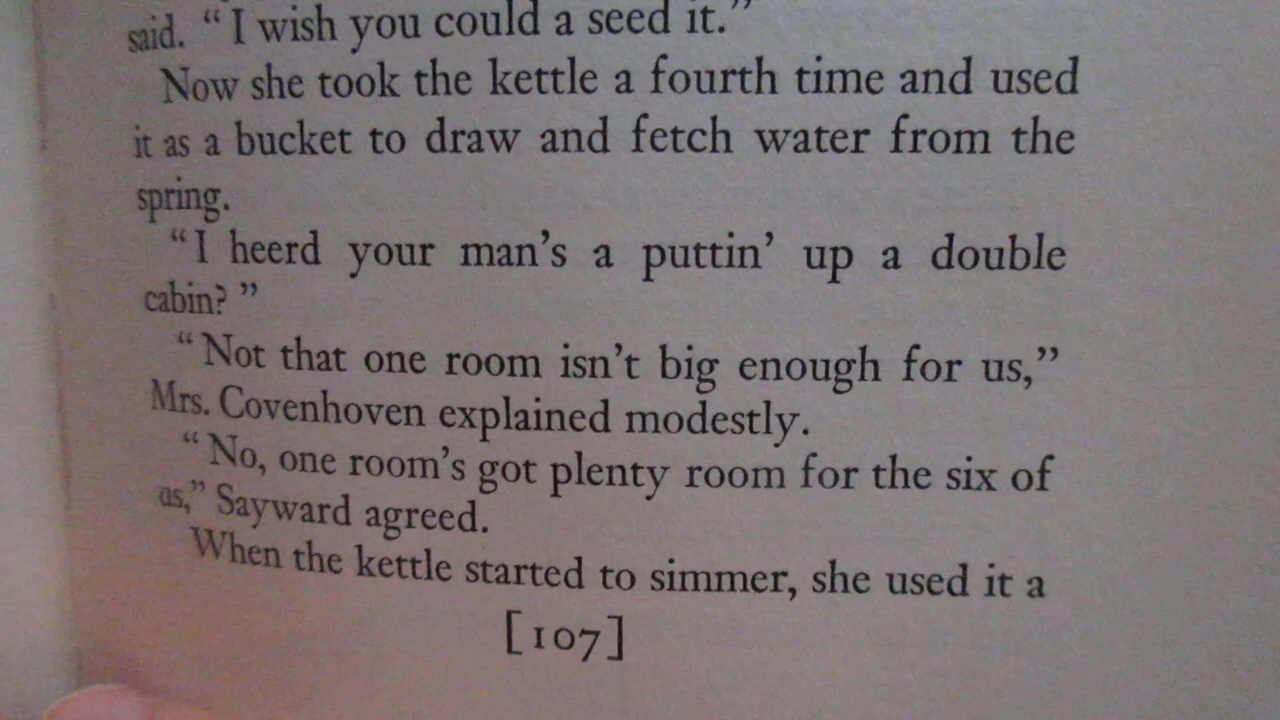 said. “I wish you could a seed it.”
Now she took the kettle a fourth time and used
it as a bucket to draw and fetch water from the
spring.
“I heerd your man’s a puttin’ up a double
cabin?”
“Not that one room isn’t big enough for us,”
Mrs. Covenhoven explained modestly.
“No, one room’s got plenty room for the six of
us,” Sayward agreed.
When the kettle started to simmer, she used it a
[107]